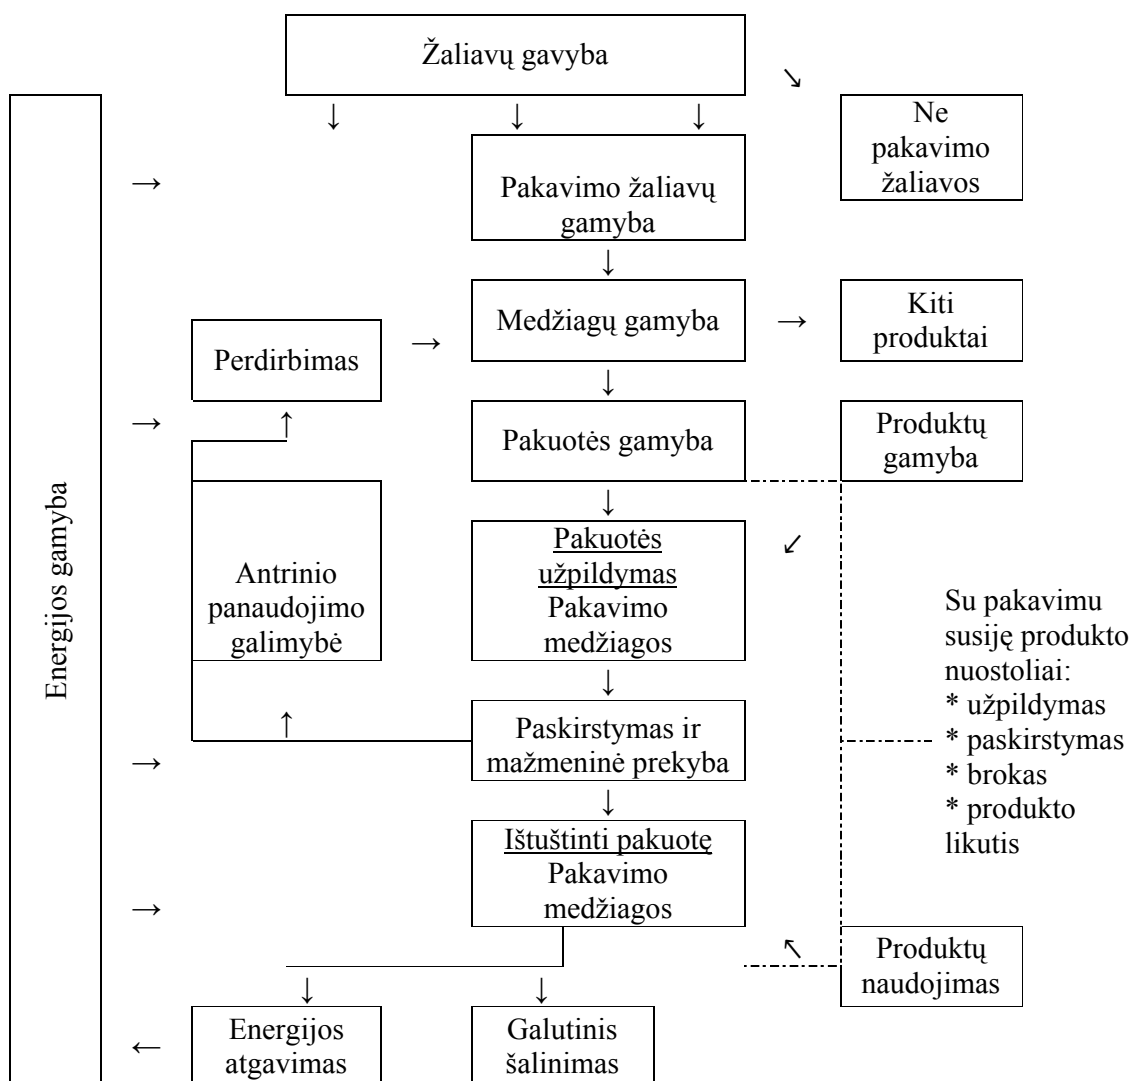 Žaliavų gavyba
Ne
pakavimo
žaliavos
Pakavimo žaliavų
gamyba
Medžiagų gamyba
Kiti
produktai
Perdirbimas
Pakuotės gamyba
Produktų
gamyba
Energijos gamyba
Antrinio
panaudojimo
galimybė
Pakuotės
užpildymas
Pakavimo
medžiagos
Su pakavimu
susiję produkto
nuostoliai:
* užpildymas
* paskirstymas
* brokas
* produkto
likutis
Paskirstymas ir
mažmeninė prekyba
Ištuštinti pakuotę
Pakavimo
medžiagos
Produktų
naudojimas
Energijos
atgavimas
Galutinis
šalinimas